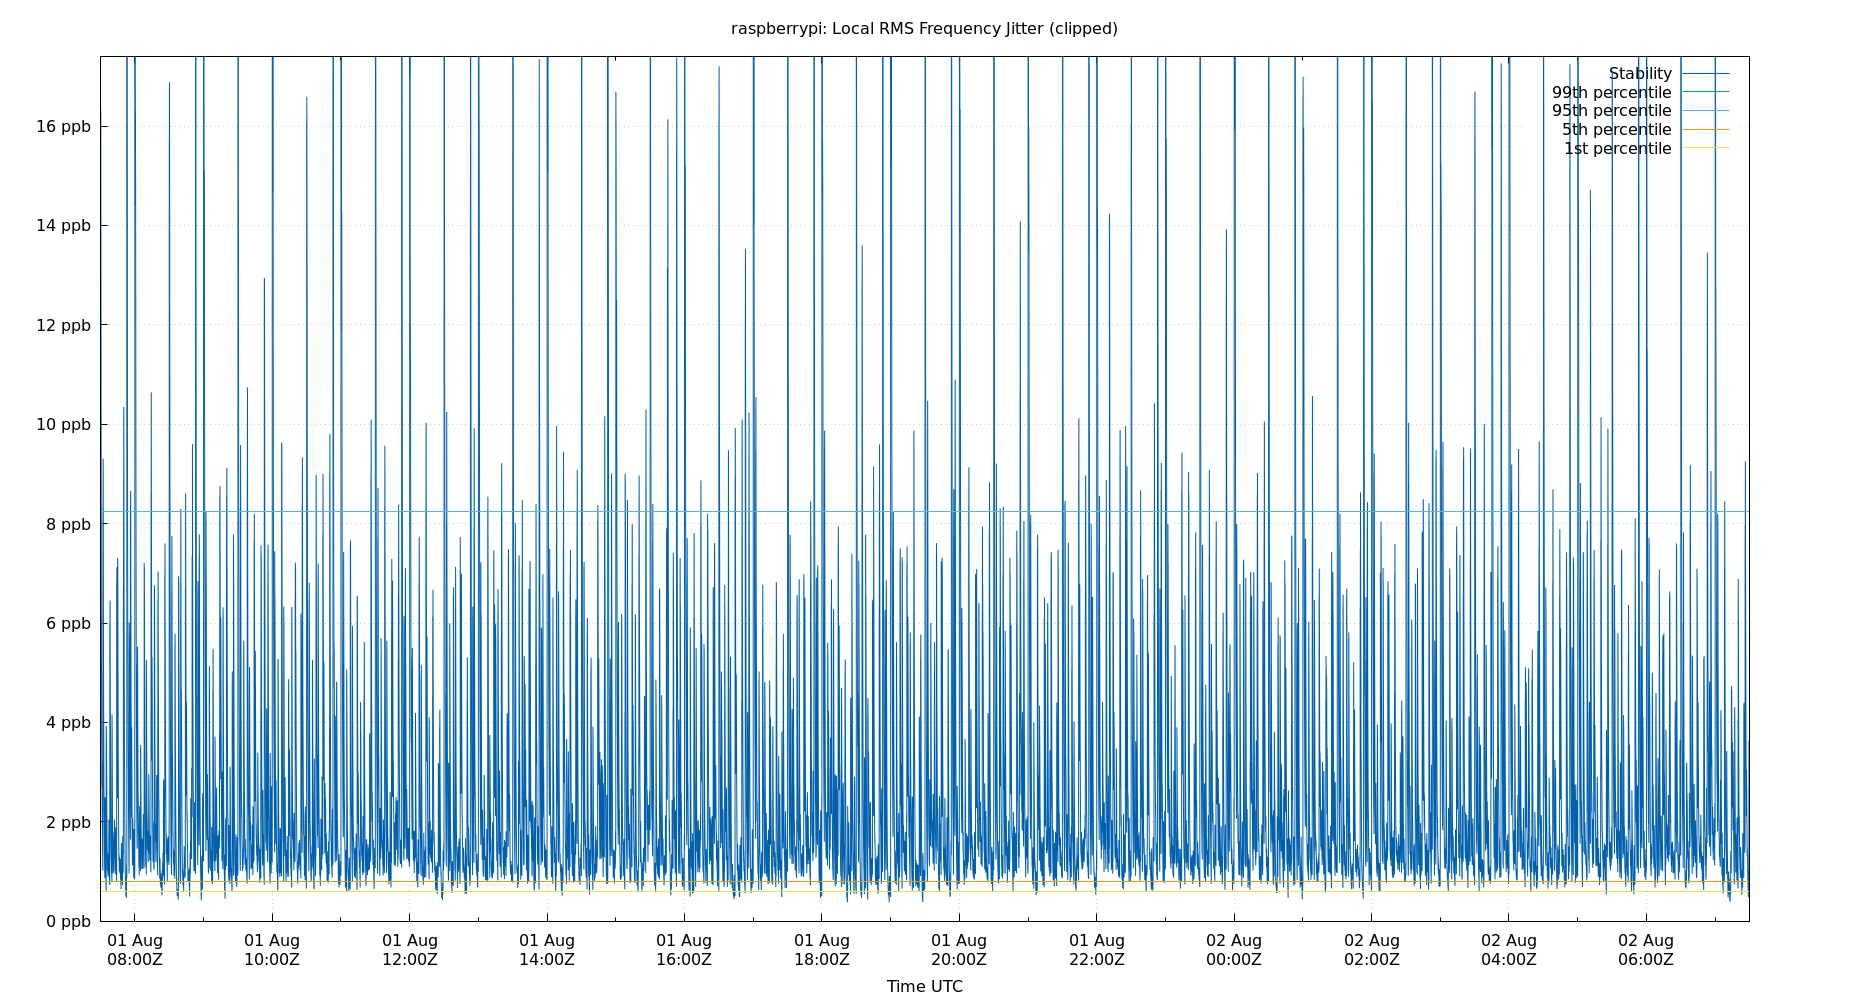 raspberrypi: Local RMS Frequency Jitter (clipped)
Stability
99th percentile
95th percentile
5th percentile
1st percentile
16 ppb
14 ppb
12 ppb
10 ppb
8 ppb
6 ppb
4 ppb
2 ppb
0 ppb
01 Aug 01 Aug 01 Aug 01 Aug 01 Aug 01 Aug 01 Aug 01 Aug 02 Aug 02 Aug 02 Aug 02 Aug
08:00Z 10:00Z 12:00Z 14:00Z 16:00Z 18:00Z 20:00Z 22:00Z 00:00Z 02:00Z 04:00Z 06:00Z
Time UTC